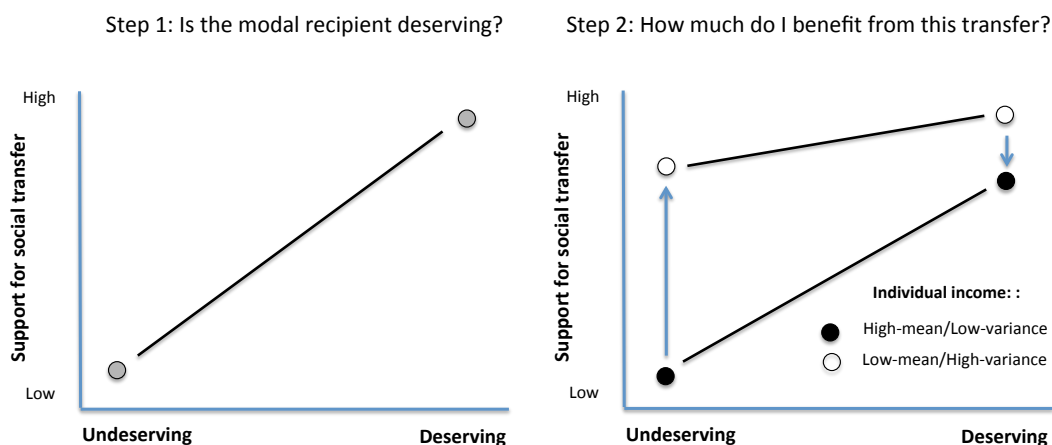 Step 1: Is the modal recipient deserving?
High
Support for social transfer
Low
Undeserving
Deserving
Step 2: How much do I benefit from this transfer?
High
Support for social transfer
Low
Individual income: :
High-mean/Low-variance
Low-mean/High-variance
Undeserving
Deserving